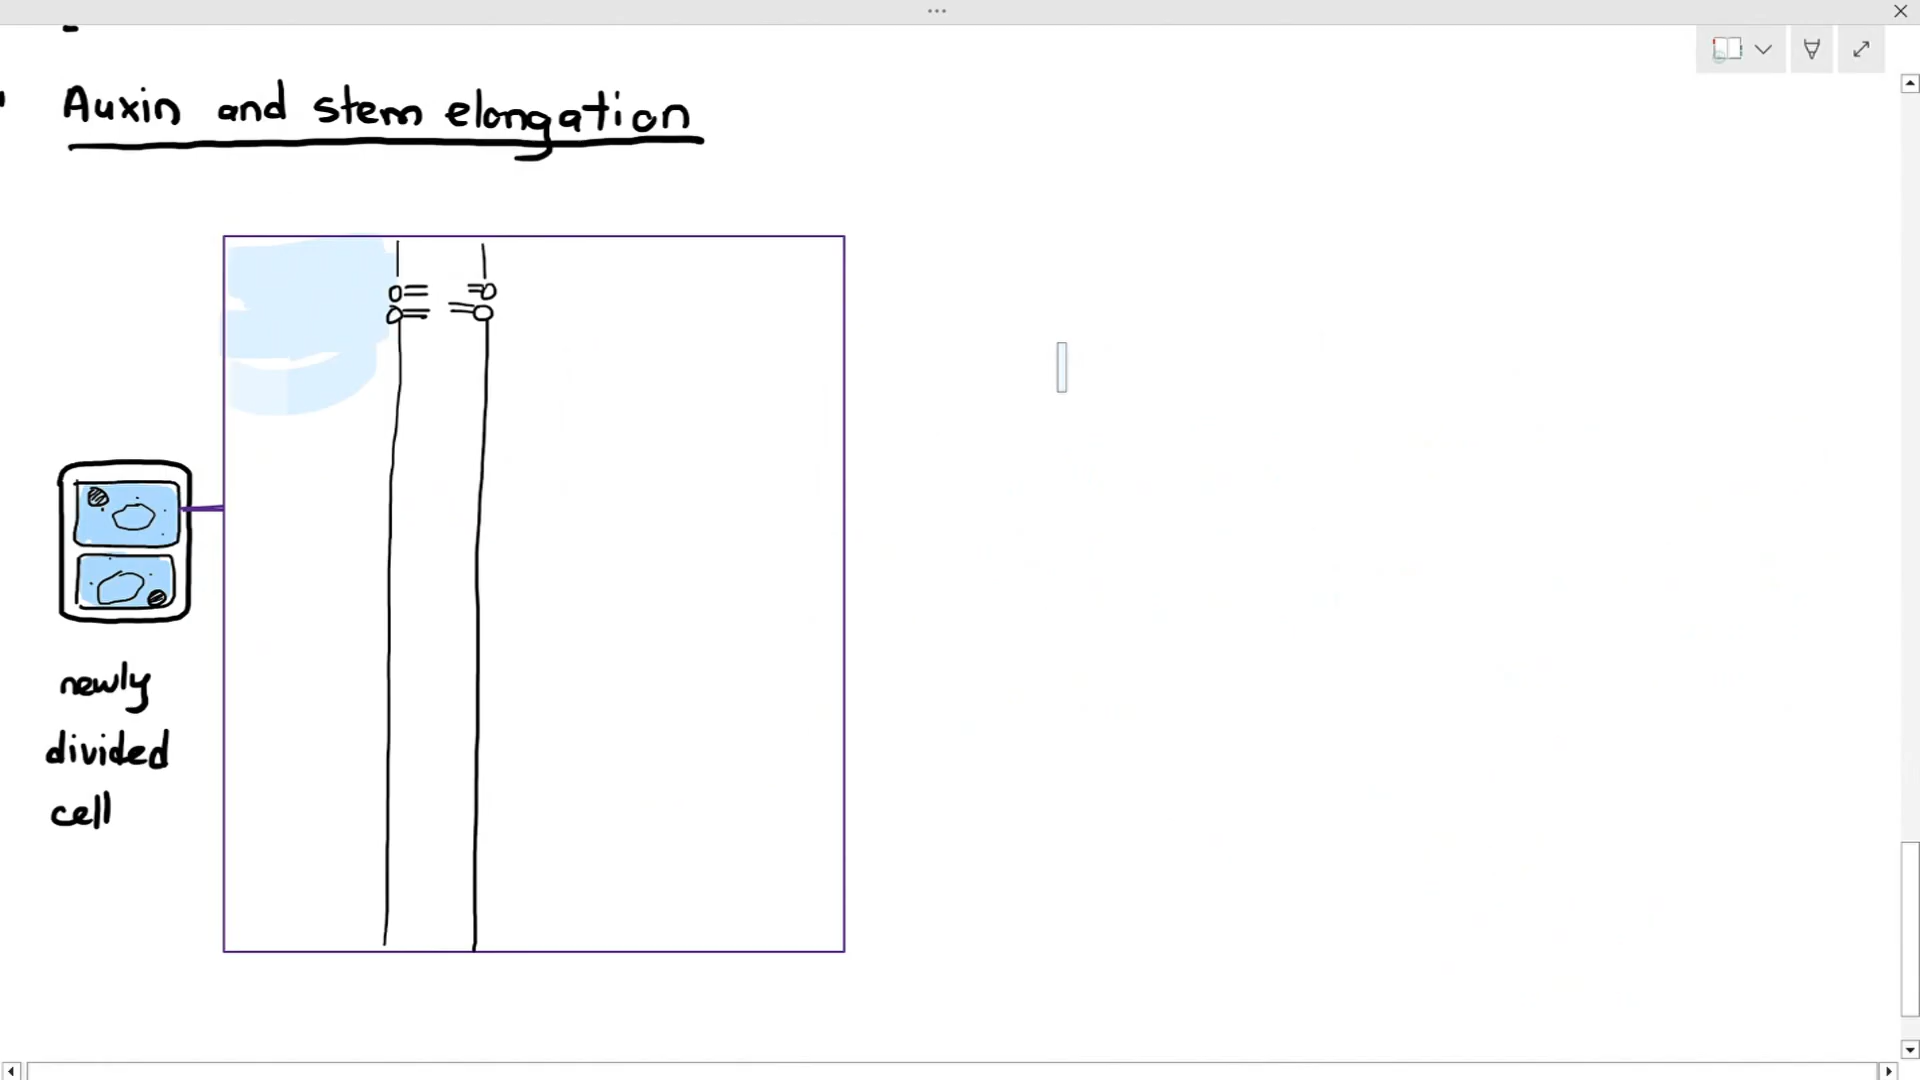 Auxin and stem elongation
newly
divided
cell